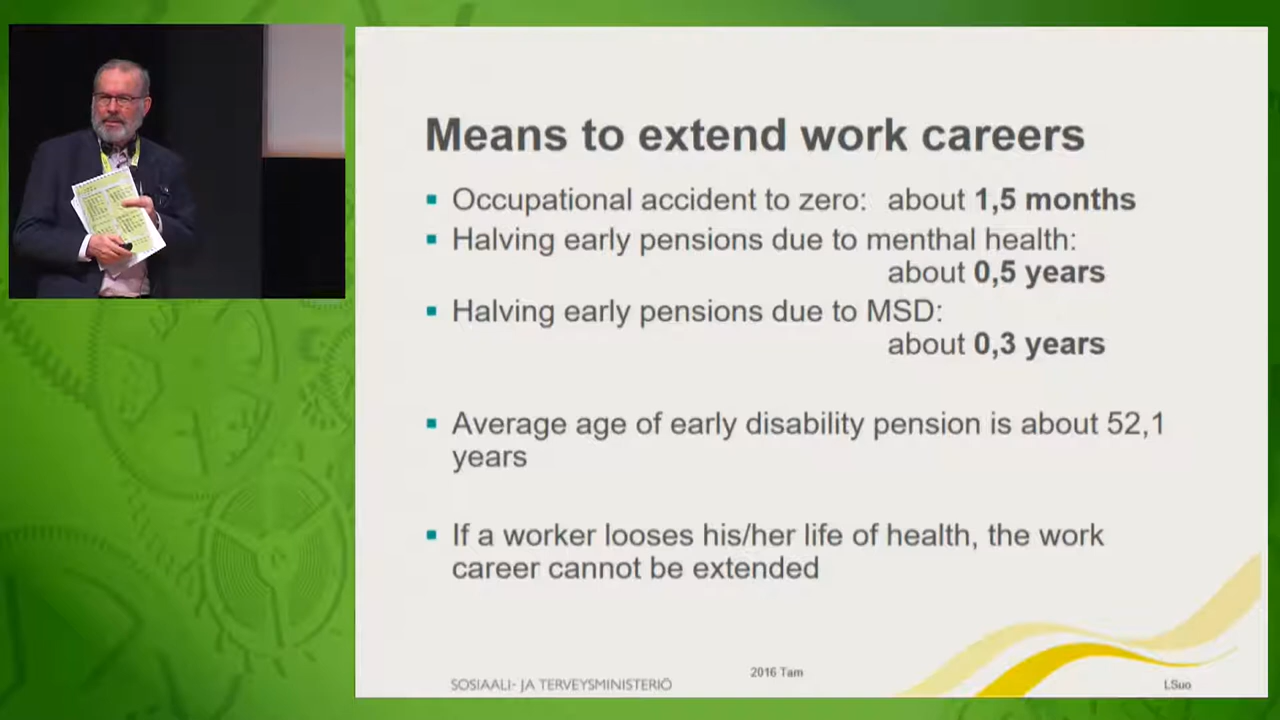 Means to extend work careers
Occupational accident to zero: about 1,5 months
Halving early pensions due to menthal health:
about 0,5 years
Halving early pensions due to MSD:
about 0,3 years
Average age of early disability pension is about 52,1
years
If a worker looses his/her life of health, the work
career cannot be extended
SOSIAALI- JA TERVEYSMINISTERIÖ
2016 Tam
LSuo